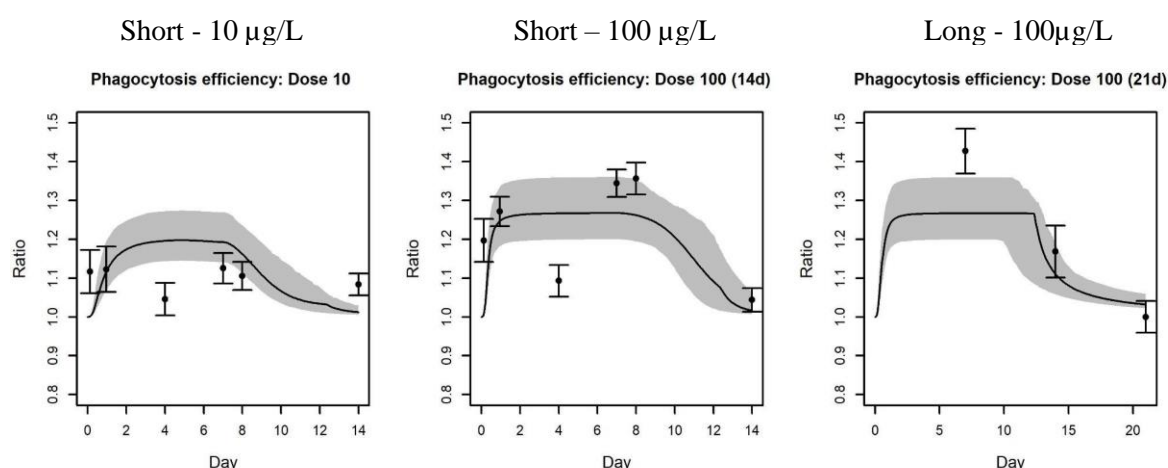 Short - 10 µg/L
Short – 100 µg/L
Long - 100µg/L
Phagocytosis efficiency: Dose 10
Phagocytosis efficiency: Dose 100 (14d)
Phagocytosis efficiency: Dose 100 (21d)
Ratio
1.5
1.4
1.3
1.2
1.1
1.0
0.9
0.8
0 2 4 6 8 10 12 14
Day
Ratio
1.5
1.4
1.3
1.2
1.1
1.0
0.9
0.8
0 2 4 6 8 10 12 14
Day
Ratio
1.5
1.4
1.3
1.2
1.1
1.0
0.9
0.8
0 5 10 15 20
Day